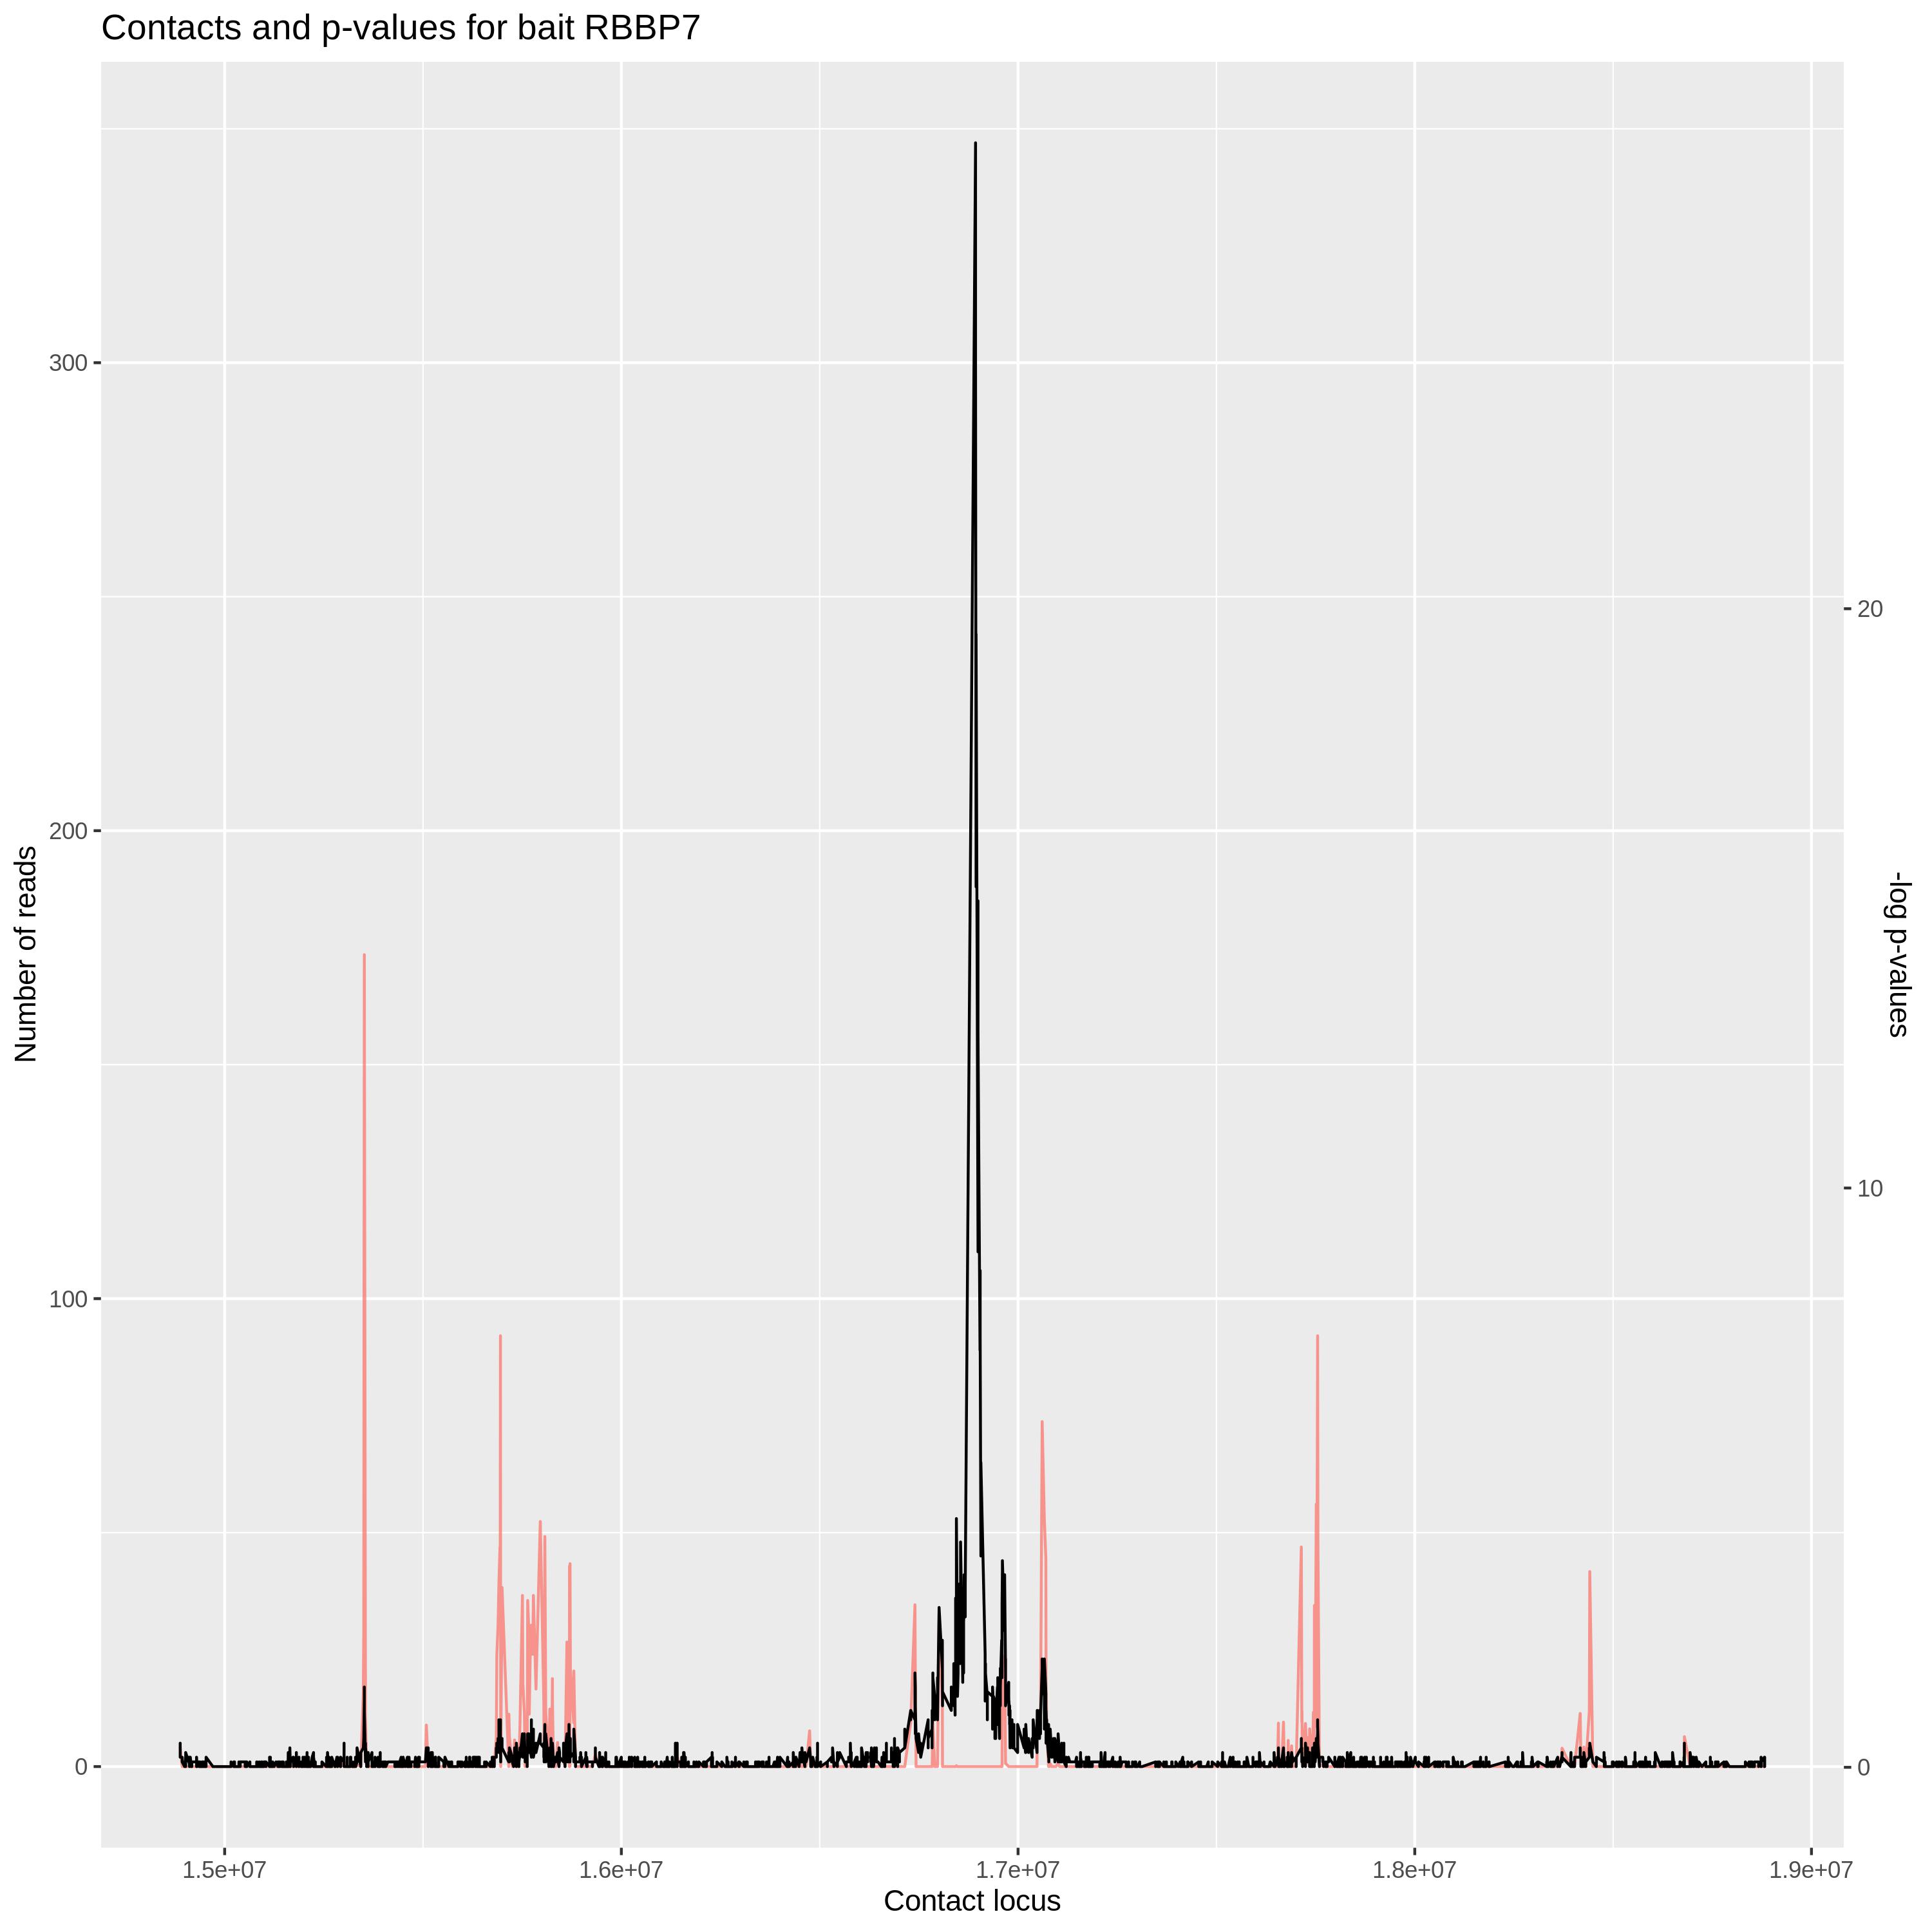 Contacts and p-values for bait RBBP7
Number of reads
300
200
100
0
20
10
0
-log p-values
1.5e+07
1.6e+07
1.7e+07
1.8e+07
1.9e+07
Contact locus